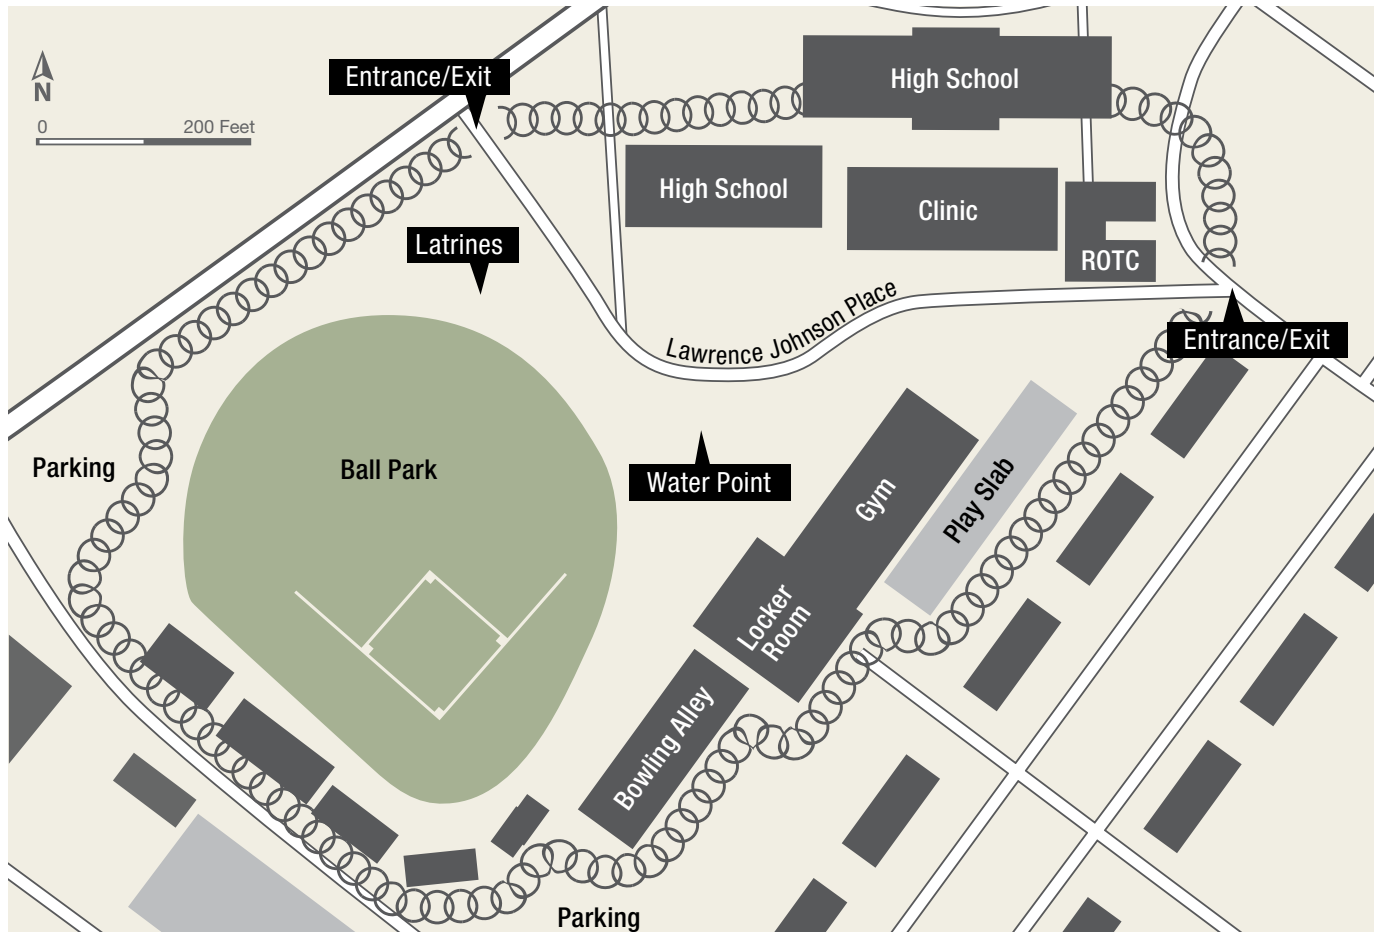 High School
Entrance/Exit
N
0 200 Feet
High School
Clinic
Latrines
ROTC
Lawrence Johnson Place
Entrance/Exit
Parking
Ball Park
Water Point
Gym
Play Slab
Locker
Room
Bowling Alley
Parking